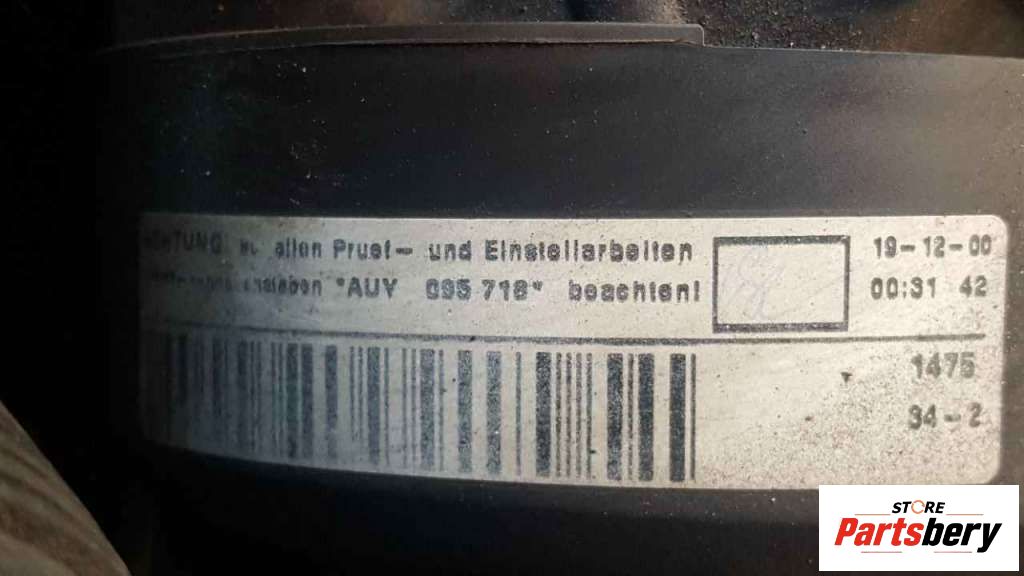 allen Pruef- und Einstellarbeiten
"AUY 095 718" beachten!
19-12-00
00:31 42
1475
34-2
STORE
Partsbery